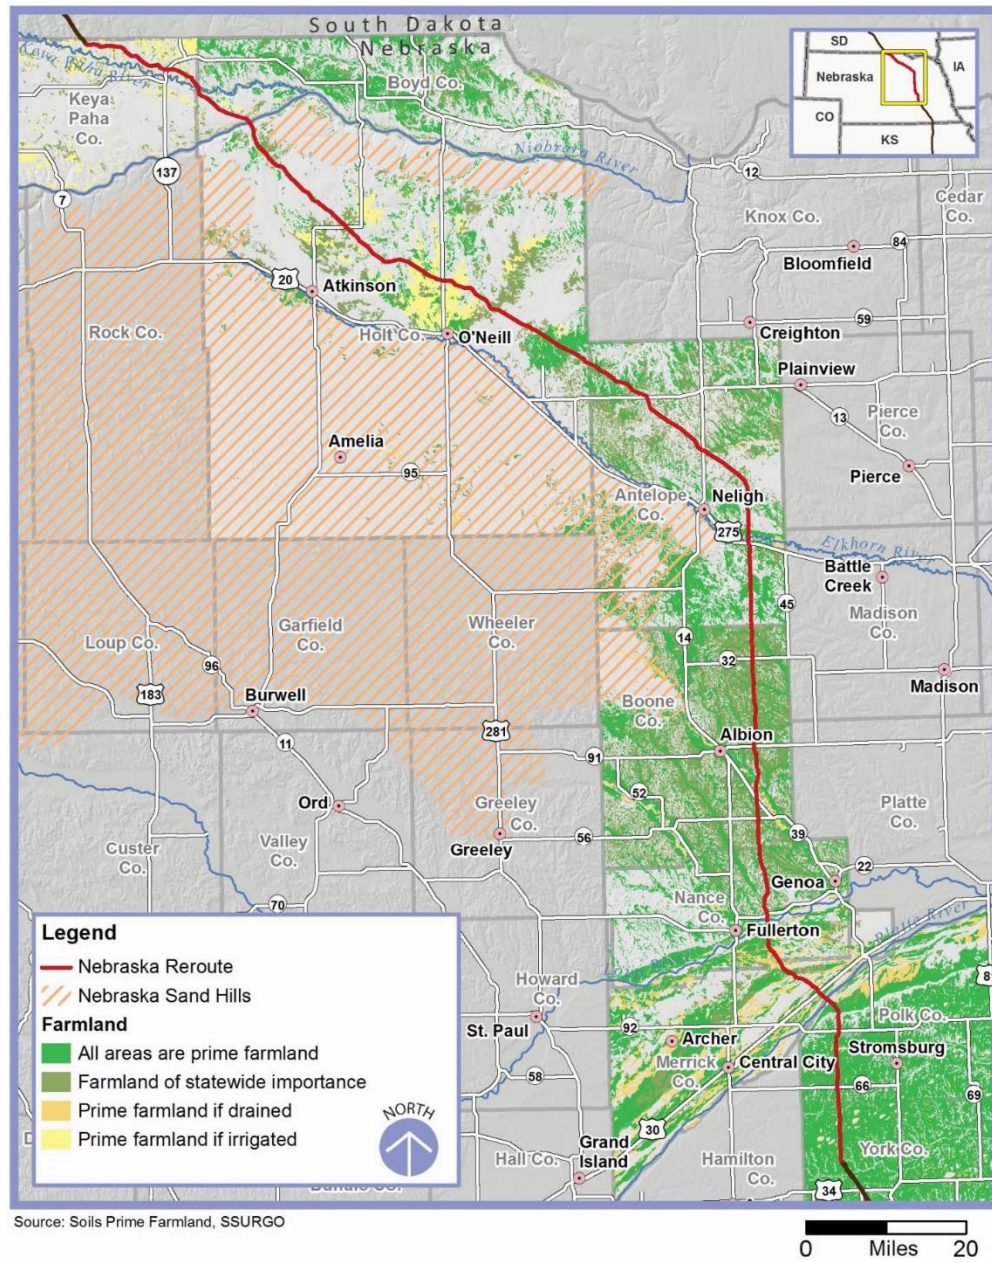 South Dakota
Nebraska
Keya Paha River
Boyd Co.
Keya
Paha
Co.
Niobrara River
137
7
12
Cedar
Co.
Knox Co.
84
Bloomfield
20
Atkinson
Rock Co.
Holt Co.
O'Neill
59
Creighton
Plainview
13
Pierce
Co.
Amelia
95
Pierce
Antelope
Co.
Neligh
275
Elkhorn River
Battle
Creek
45
Madison
Co.
Loup Co.
Garfield
Co.
Wheeler
Co.
14
32
96
183
Burwell
Madison
Boone
Co.
281
11
Albion
91
Ord
52
Greeley
Co.
Platte
Co.
Custer
Co.
Valley
Co.
56
39
Greeley
22
Genoa
70
Nance
Co.
Fullerton
Platte River
Howard
Co.
St. Paul
92
Polk Co.
Archer
Stromsburg
Merrick
Co.
Central City
58
66
69
30
Grand
Island
York Co.
Hall Co.
Hamilton
Co.
34
SD
IA
Nebraska
CO
KS
Legend
Nebraska Reroute
Nebraska Sand Hills
Farmland
All areas are prime farmland
Farmland of statewide importance
Prime farmland if drained
Prime farmland if irrigated
NORTH
Source: Soils Prime Farmland, SSURGO
0 Miles 20